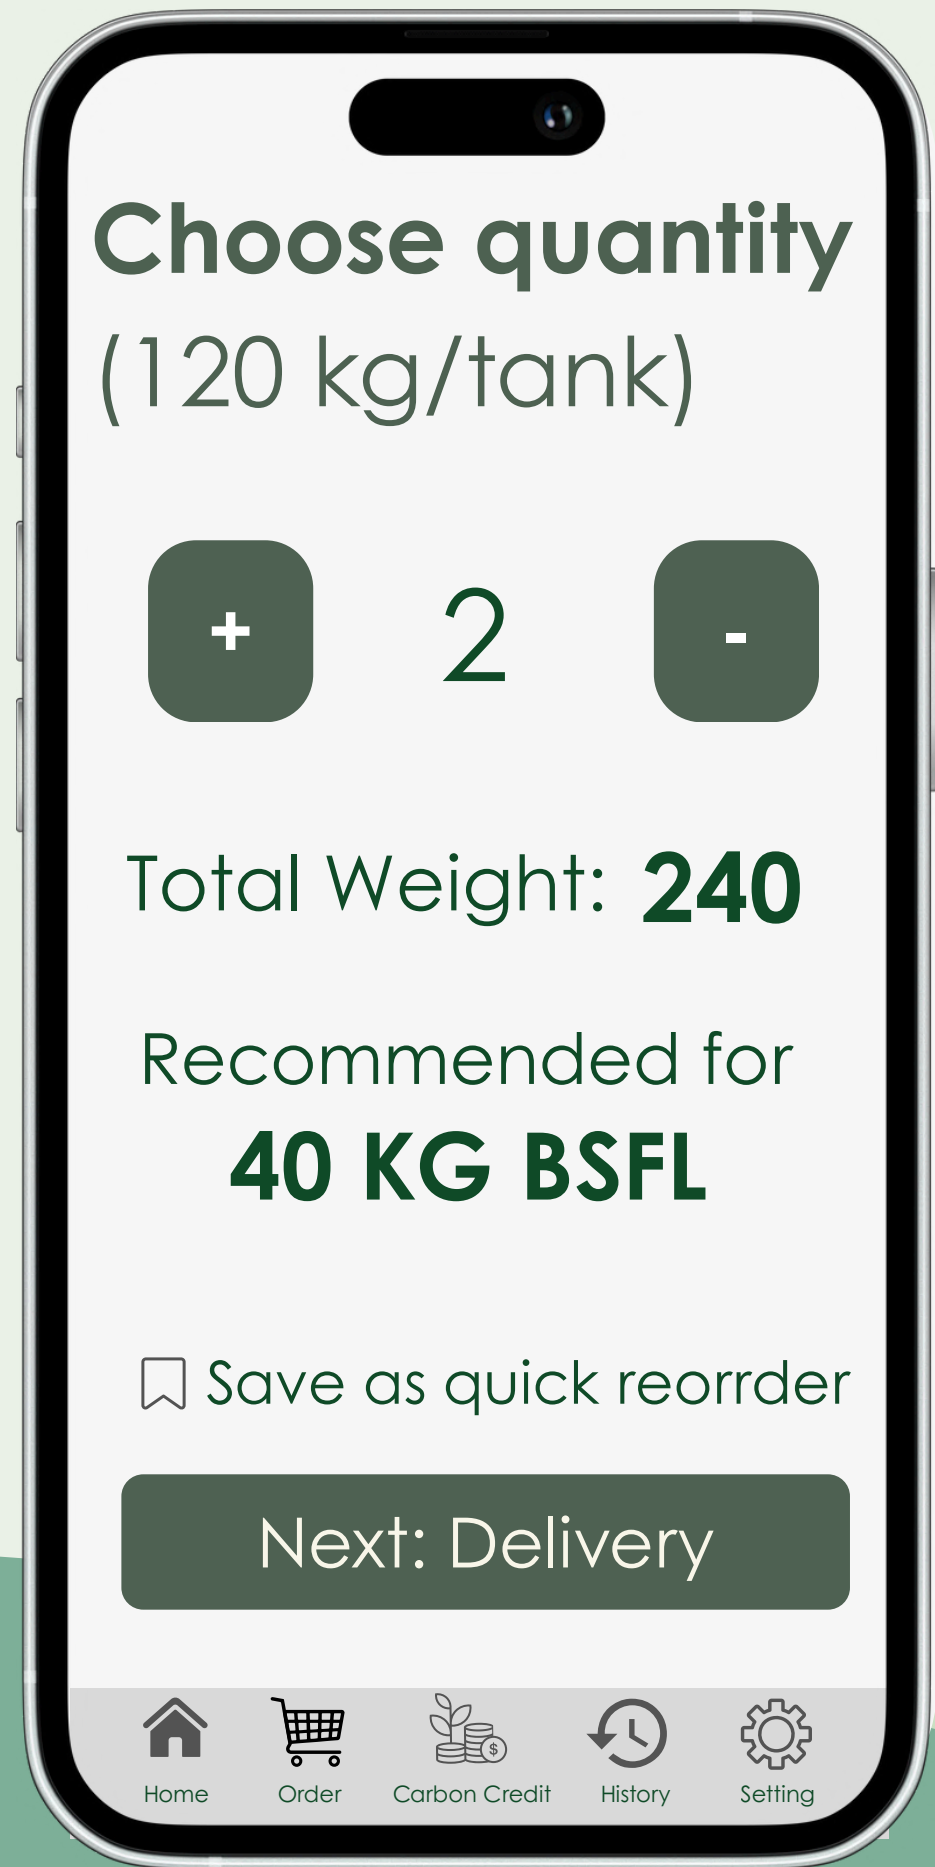 Choose quantity
(120 kg/tank)
+ 2 -
Total Weight: 240
Recommended for
40 KG BSFL
Save as quick reorrder
Next: Delivery
$
Home Order Carbon Credit History Setting